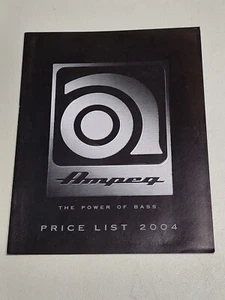 Ampeg
THE POWER OF BASS
PRICE LIST 2004